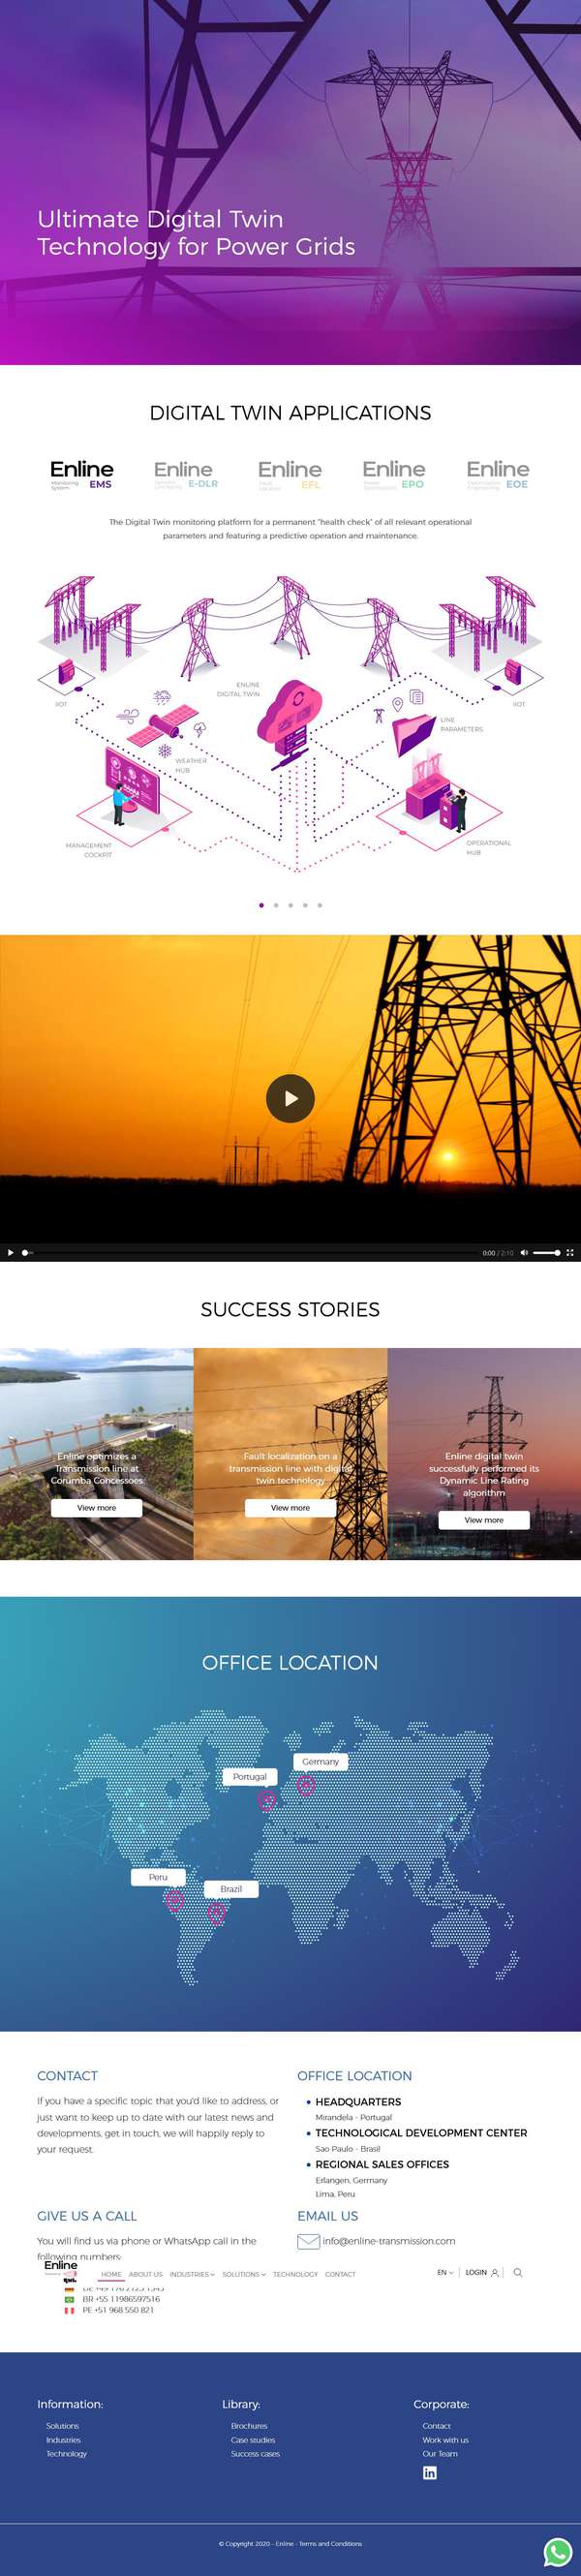 Ultimate Digital Twin
Technology for Power Grids
DIGITAL TWIN APPLICATIONS
Enline
Monitoring
System
EMS
Enline
E-DLR
Enline
EFL
Enline
EPO
Enline
EOE
The Digital Twin monitoring platform for a permanent "health check" of all relevant operational
parameters and featuring a predictive operation and maintenance.
ENLINE
DIGITAL TWIN
IIOT
IIOT
LINE
PARAMETERS
WEATHER
HUB
MANAGEMENT
COCKPIT
OPERATIONAL
HUB
0:00 / 2:10
SUCCESS STORIES
Enline optimizes a
Transmission line at
Corumba Concessoes
View more
Fault localization on a
transmission line with digital
twin technology
View more
Enline digital twin
successfully performed its
Dynamic Line Rating
algorithm
View more
OFFICE LOCATION
Germany
Portugal
Peru
Brazil
CONTACT
If you have a specific topic that you'd like to address, or
just want to keep up to date with our latest news and
developments, get in touch, we will happily reply to
your request.
OFFICE LOCATION
HEADQUARTERS
Mirandela - Portugal
TECHNOLOGICAL DEVELOPMENT CENTER
Sao Paulo - Brasil
REGIONAL SALES OFFICES
Erlangen, Germany
Lima, Peru
GIVE US A CALL
You will find us via phone or WhatsApp call in the
following numbers:
EMAIL US
info@enline-transmission.com
Enline
HOME ABOUT US INDUSTRIES SOLUTIONS TECHNOLOGY CONTACT
EN LOGIN
BR +55 11986597516
PE +51 968 550 821
Information:
Solutions
Industries
Technology
Library:
Brochures
Case studies
Success cases
Corporate:
Contact
Work with us
Our Team
in
© Copyright 2020 - Enline - Terms and Conditions